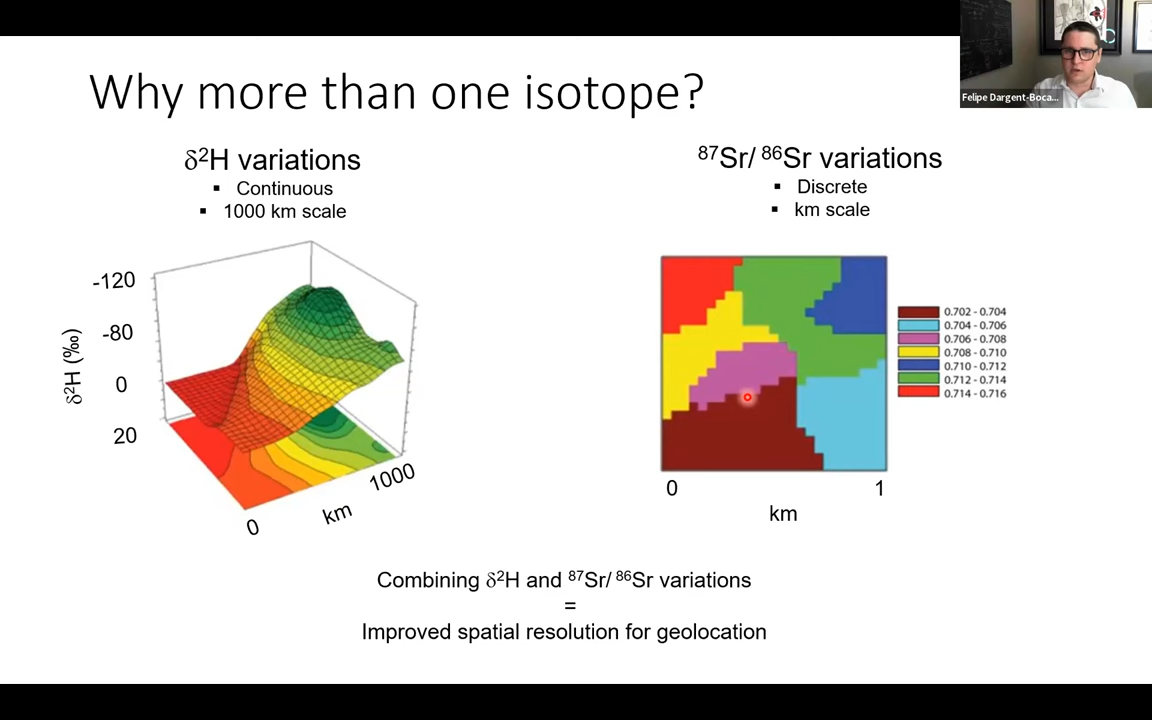 Why more than one isotope?
Felipe Dargent-Boca...
δ²H variations
▪ Continuous
▪ 1000 km scale
-120
-80
0
20
δ²H (‰)
0
km
1000
⁸⁷Sr/ ⁸⁶Sr variations
▪ Discrete
▪ km scale
0.702 - 0.704
0.704 - 0.706
0.706 - 0.708
0.708 - 0.710
0.710 - 0.712
0.712 - 0.714
0.714 - 0.716
0
1
km
Combining δ²H and ⁸⁷Sr/ ⁸⁶Sr variations
=
Improved spatial resolution for geolocation